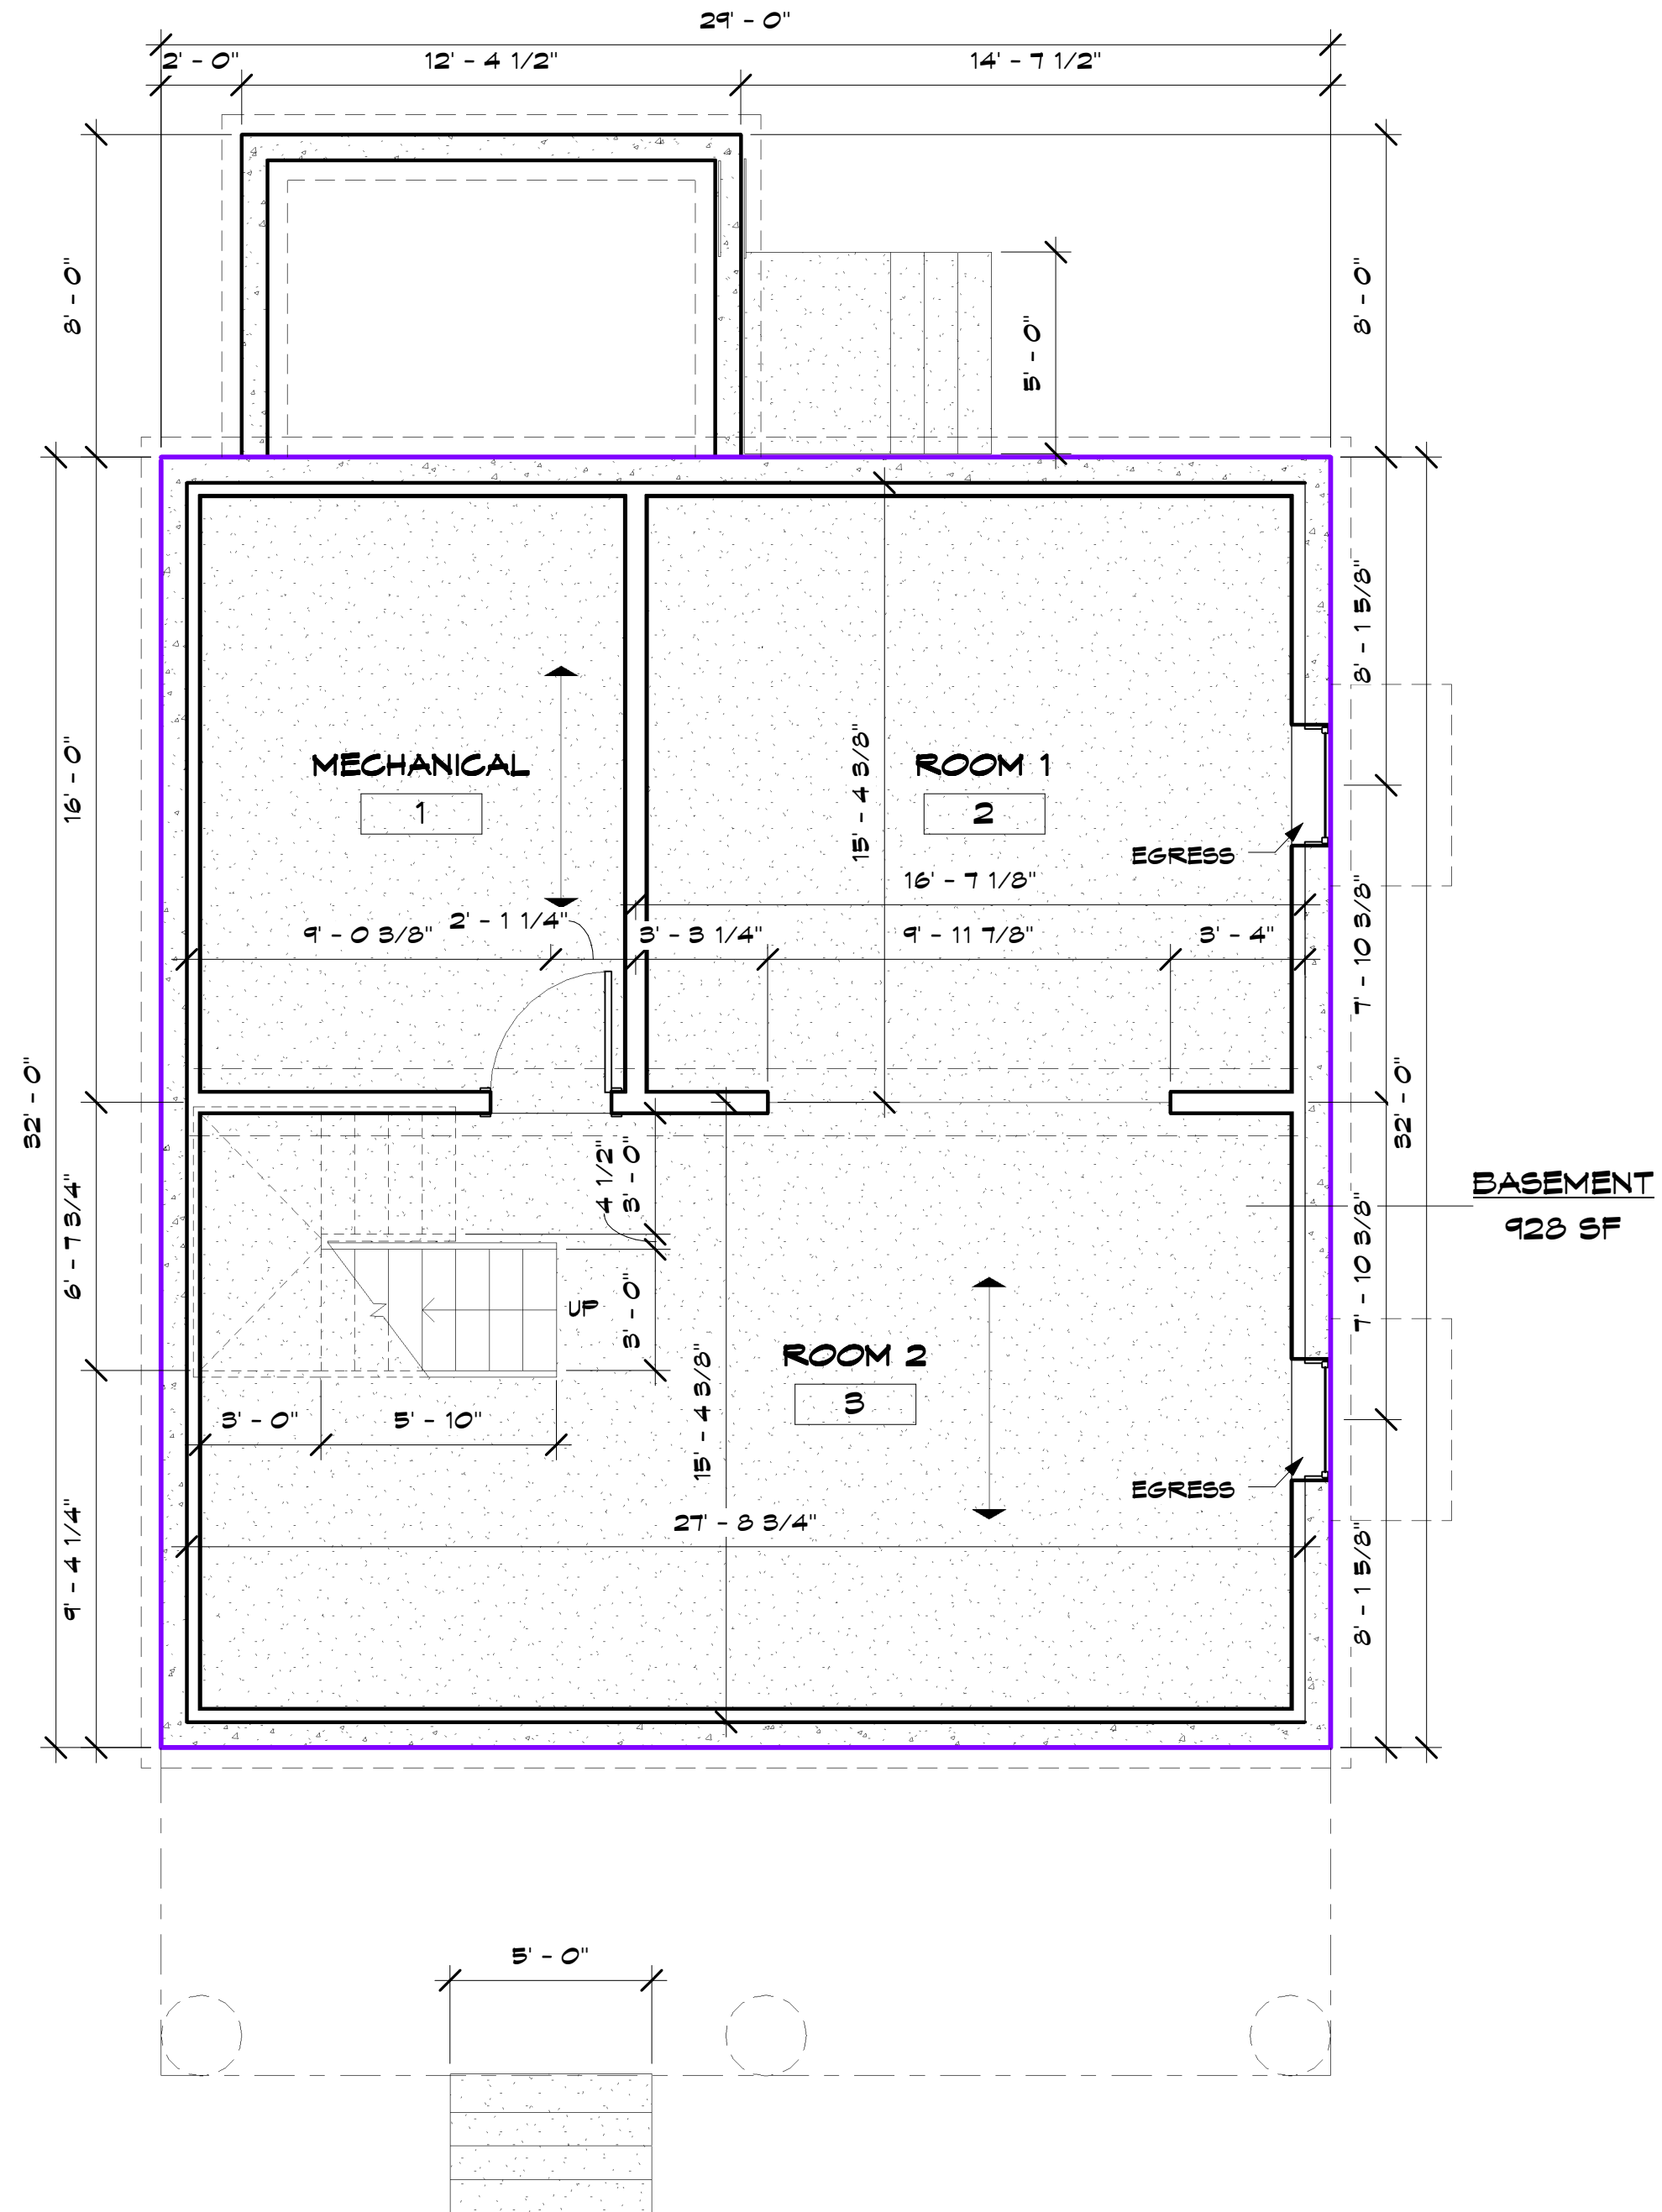 29' - 0"
2' - 0"
12' - 4 1/2"
14' - 7 1/2"
8' - 0"
8' - 0"
5' - 0"
8' - 1 5/8"
16' - 0"
MECHANICAL
1
15' - 4 3/8"
ROOM 1
2
EGRESS
16' - 7 1/8"
9' - 0 3/8"
2' - 1 1/4"
3' - 3 1/4"
9' - 11 7/8"
3' - 4"
7' - 10 3/8"
32' - 0"
32' - 0"
6' - 7 3/4"
4 1/2"
3' - 0"
BASEMENT
928 SF
7' - 10 3/8"
UP
3' - 0"
ROOM 2
3
15' - 4 3/8"
3' - 0"
5' - 10"
EGRESS
27' - 8 3/4"
9' - 4 1/4"
8' - 1 5/8"
5' - 0"